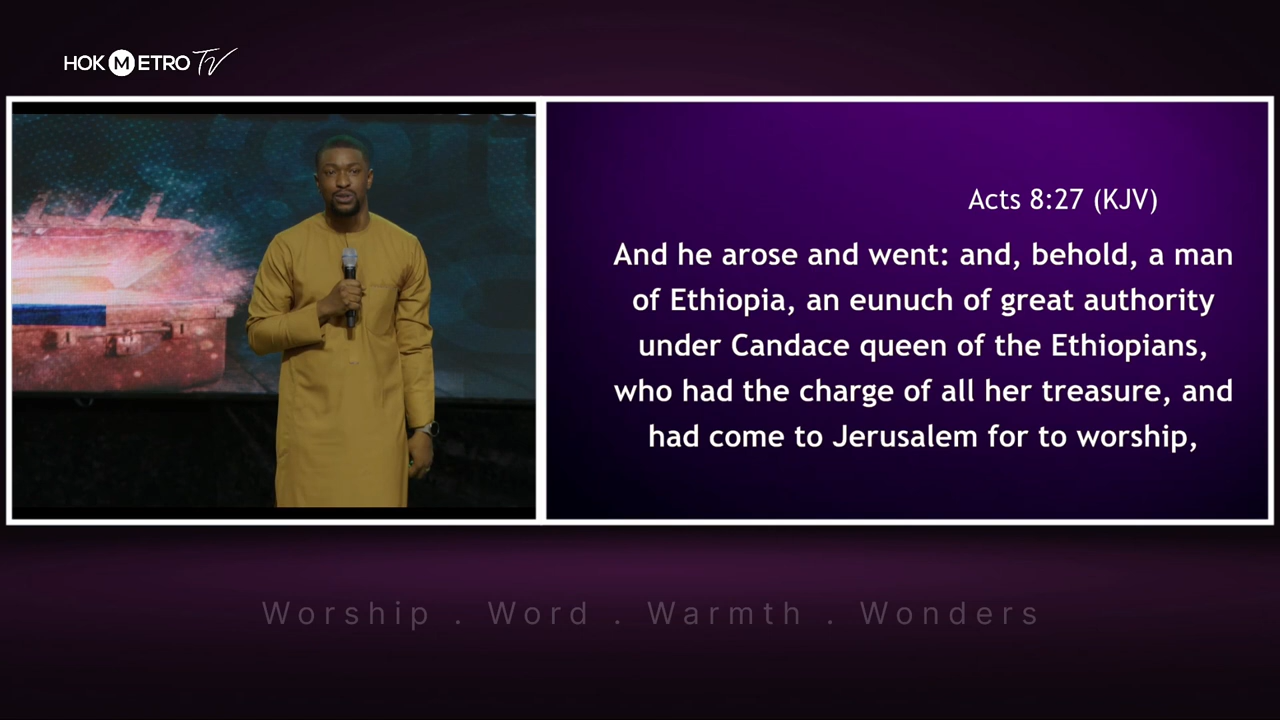 HOK METRO TV
Acts 8:27 (KJV)
And he arose and went: and, behold, a man
of Ethiopia, an eunuch of great authority
under Candace queen of the Ethiopians,
who had the charge of all her treasure, and
had come to Jerusalem for to worship,
Worship . Word . Warmth . Wonders